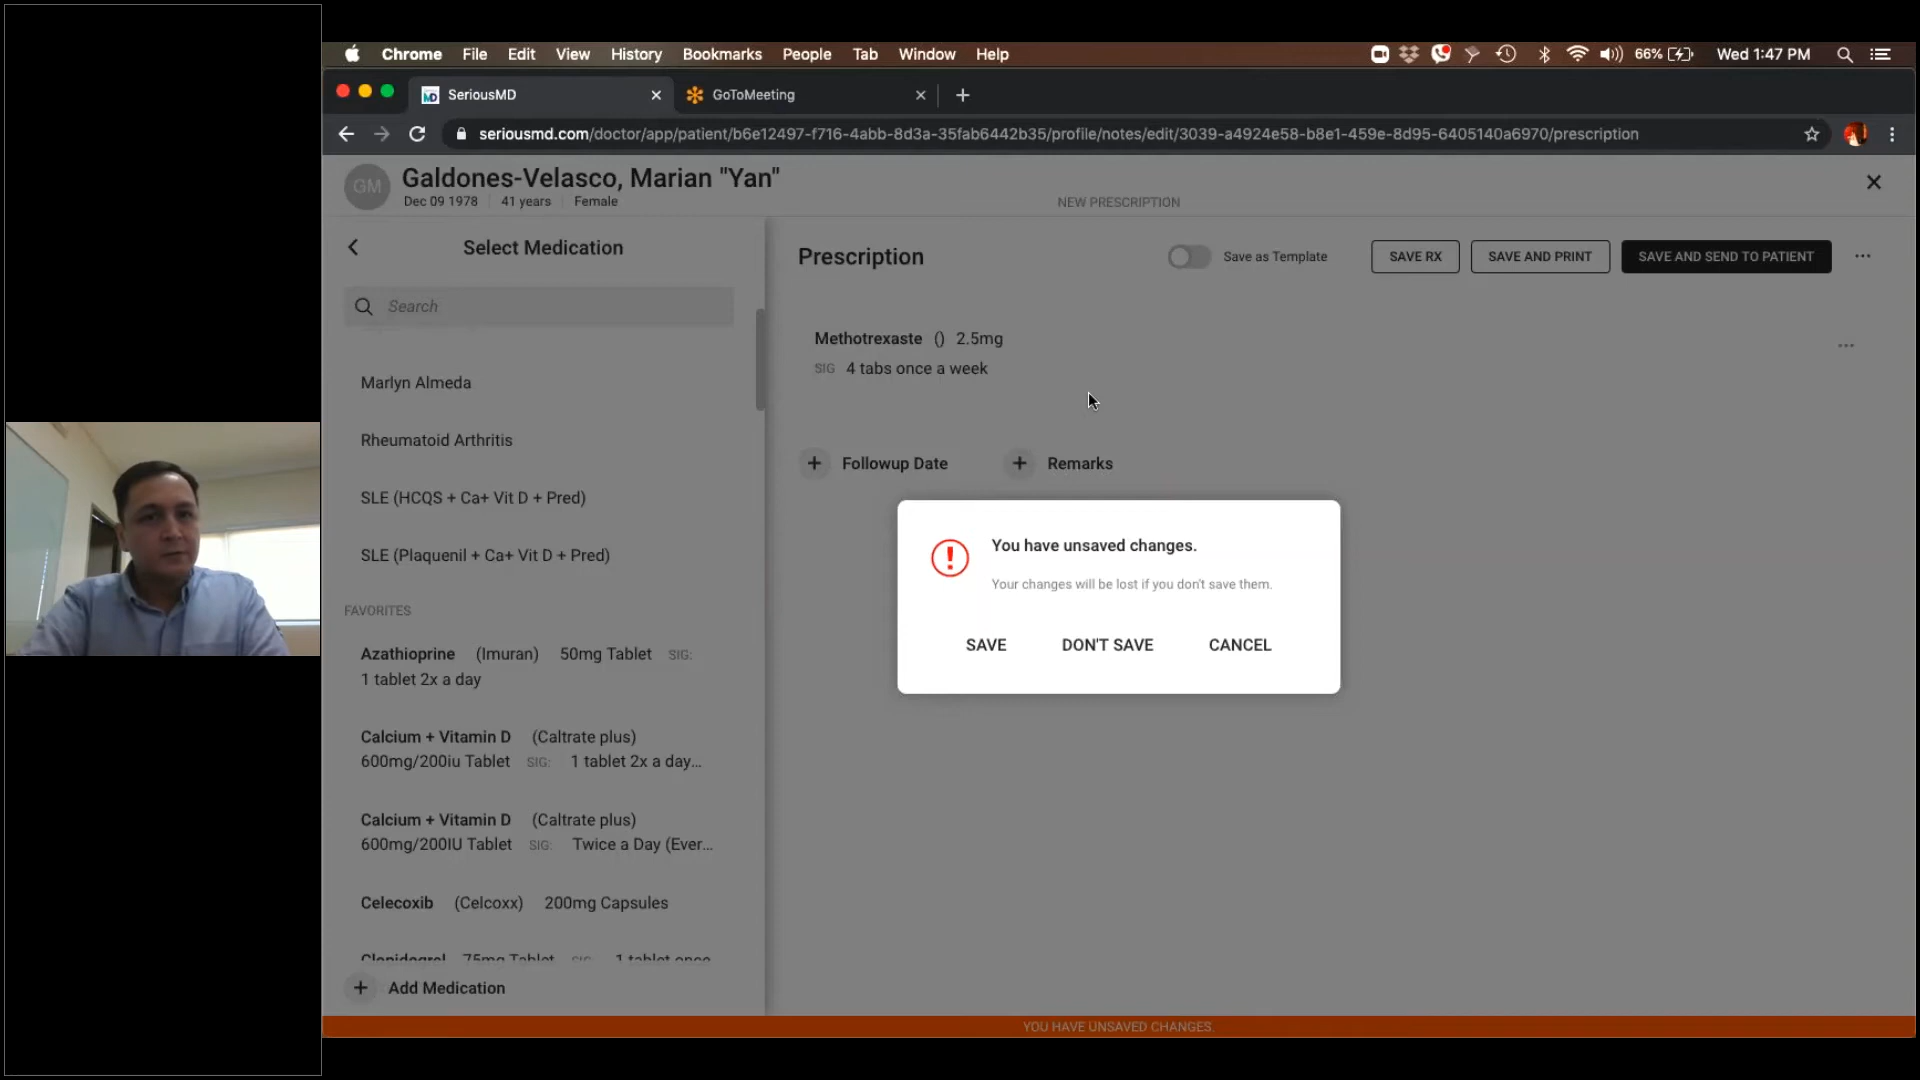 Chrome File Edit View History Bookmarks People Tab Window Help 66% Wed 1:47 PM
MD SeriousMD GoToMeeting
seriousmd.com/doctor/app/patient/b6e12497-f716-4abb-8d3a-35fab6442b35/profile/notes/edit/3039-a4924e58-b8e1-459e-8d95-6405140a6970/prescription
GM Galdones-Velasco, Marian "Yan"
Dec 09 1978 41 years Female NEW PRESCRIPTION
Select Medication
Search
Marlyn Almeda
Rheumatoid Arthritis
SLE (HCQS + Ca+ Vit D + Pred)
SLE (Plaquenil + Ca+ Vit D + Pred)
FAVORITES
Azathioprine (Imuran) 50mg Tablet SIG:
1 tablet 2x a day
Calcium + Vitamin D (Caltrate plus)
600mg/200iu Tablet SIG: 1 tablet 2x a day...
Calcium + Vitamin D (Caltrate plus)
600mg/200IU Tablet SIG: Twice a Day (Ever...
Celecoxib (Celcoxx) 200mg Capsules
Clopidogrel 75mg Tablet SIG: 1 tablet once
+ Add Medication
Prescription Save as Template SAVE RX SAVE AND PRINT SAVE AND SEND TO PATIENT ...
Methotrexaste () 2.5mg ...
SIG 4 tabs once a week
+ Followup Date + Remarks
You have unsaved changes.
Your changes will be lost if you don't save them.
SAVE DON'T SAVE CANCEL
YOU HAVE UNSAVED CHANGES.